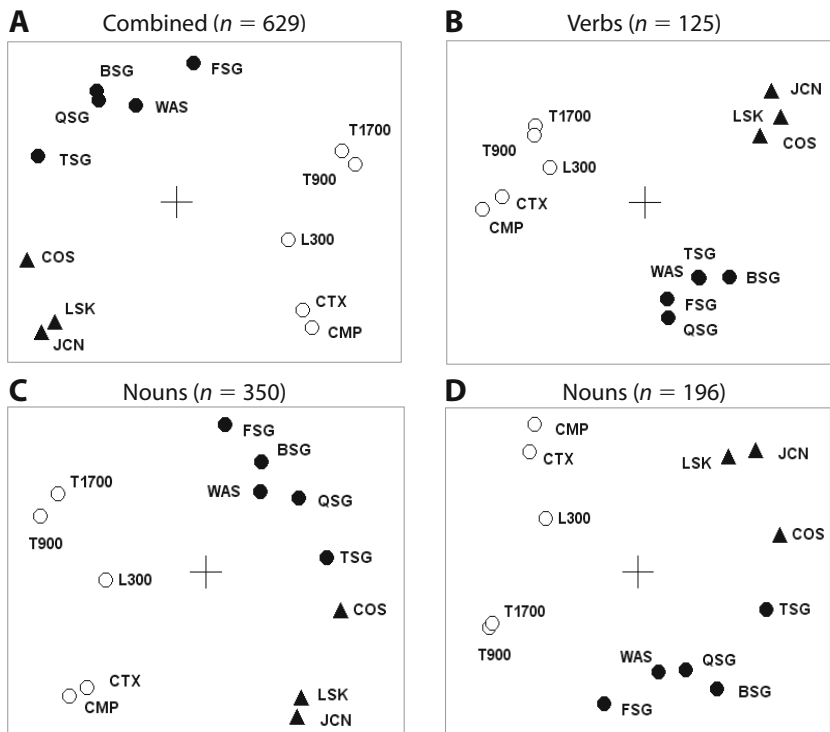 A Combined (n = 629)
BSG
FSG
QSG
WAS
T1700
TSG
T900
L300
COS
CTX
LSK
JCN
CMP
B Verbs (n = 125)
JCN
T1700
LSK
T900
COS
L300
CTX
CMP
TSG
WAS
BSG
FSG
QSG
C Nouns (n = 350)
FSG
BSG
T1700
WAS
QSG
T900
TSG
L300
COS
CTX
LSK
CMP
JCN
D Nouns (n = 196)
CMP
CTX
LSK
JCN
L300
COS
T1700
TSG
T900
WAS
QSG
BSG
FSG